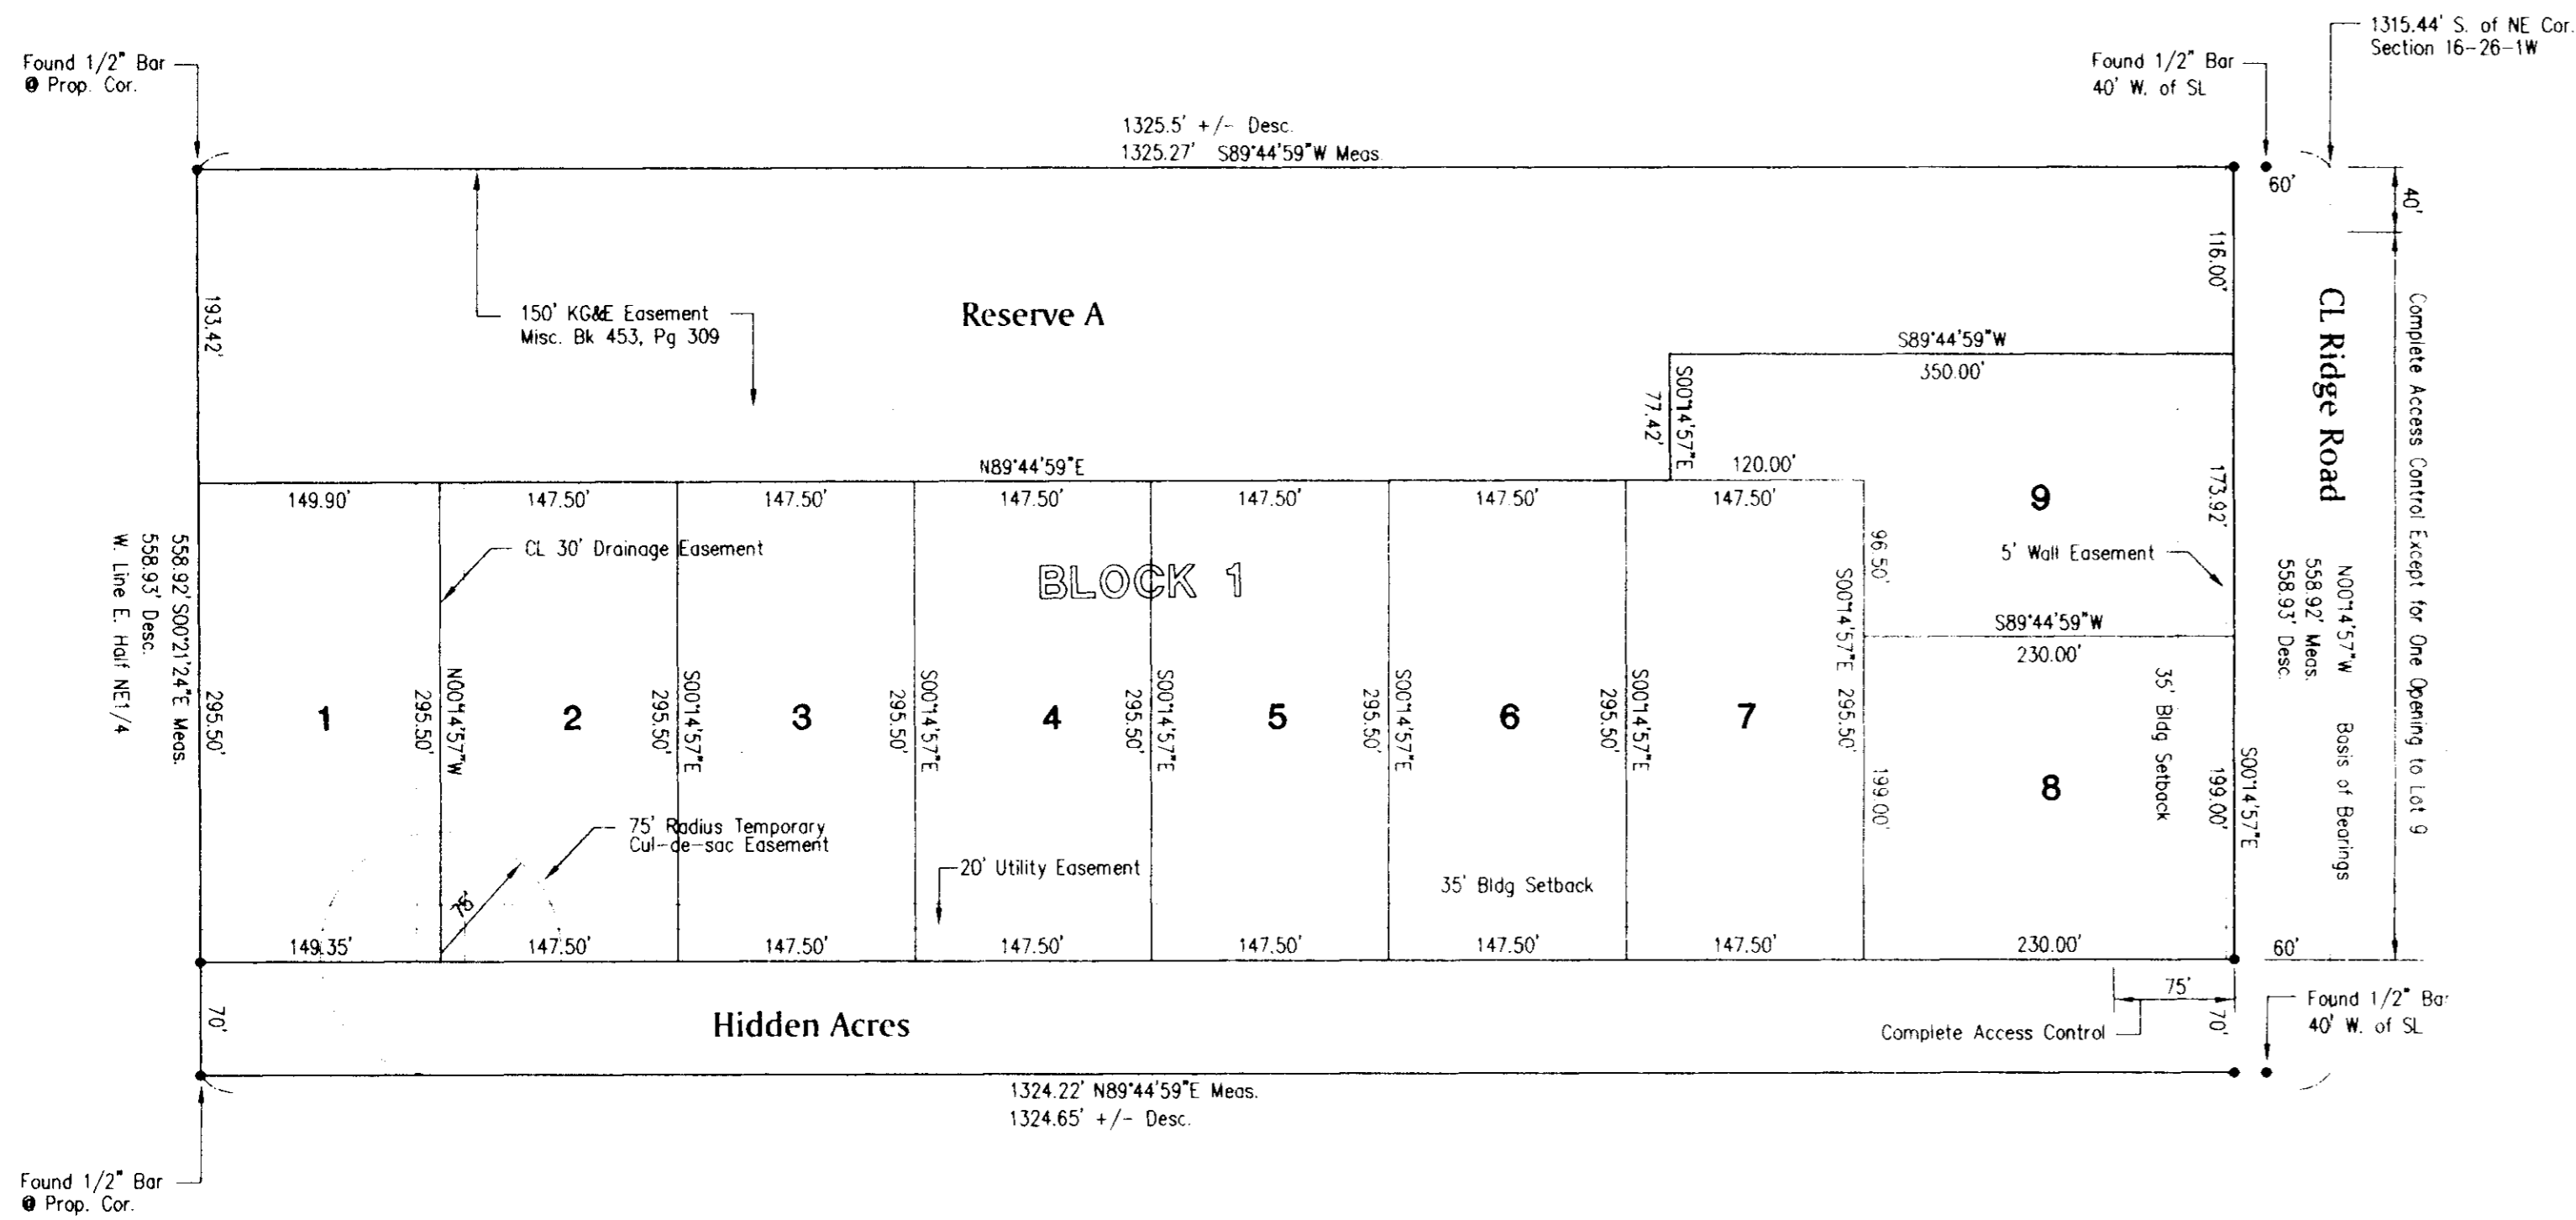 1315.44' S. of NE Cor.
Section 16-26-1W
Found 1/2" Bar
@ Prop. Cor.
Found 1/2" Bar
40' W. of SL
1325.5' +/- Desc.
1325.27' S89°44'59"W Meas.
60'
40'
116.00'
193.42'
150' KG&E Easement
Misc. Bk 453, Pg 309
Reserve A
S89°44'59"W
350.00'
S00°14'57"E
77.42'
CL Ridge Road
Complete Access Control Except for One Opening to Lot 9
N89°44'59"E
120.00'
149.90'
147.50'
147.50'
147.50'
147.50'
147.50'
147.50'
9
173.92'
CL 30' Drainage Easement
BLOCK 1
96.50'
5' Wall Easement
558.92' S00°21'24"E Meas.
558.93' Desc.
W. Line E. Half NE1/4
N00°14'57"W Basis of Bearings
558.92' Meas.
558.93' Desc.
S89°44'59"W
230.00'
295.50'
1
N00°14'57"W
295.50'
2
S00°14'57"E
295.50'
3
S00°14'57"E
295.50'
4
S00°14'57"E
295.50'
5
S00°14'57"E
295.50'
6
S00°14'57"E
295.50'
7
S00°14'57"E 295.50'
199.00'
8
35' Bldg Setback
199.00'
S00°14'57"E
75' Radius Temporary
Cul-de-sac Easement
75'
20' Utility Easement
35' Bldg Setback
149.35'
147.50'
147.50'
147.50'
147.50'
147.50'
147.50'
230.00'
60'
75'
70'
Hidden Acres
Complete Access Control
70'
Found 1/2" Bar
40' W. of SL
1324.22' N89°44'59"E Meas.
1324.65' +/- Desc.
Found 1/2" Bar
@ Prop. Cor.